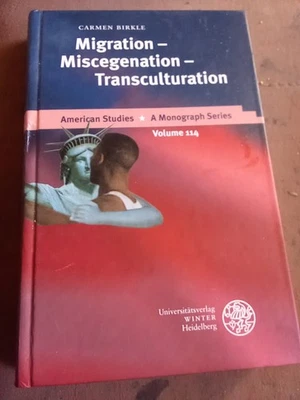 CARMEN BIRKLE
Migration –
Miscegenation –
Transculturation
American Studies ★ A Monograph Series
Volume 114
Universitätsverlag
WINTER
Heidelberg